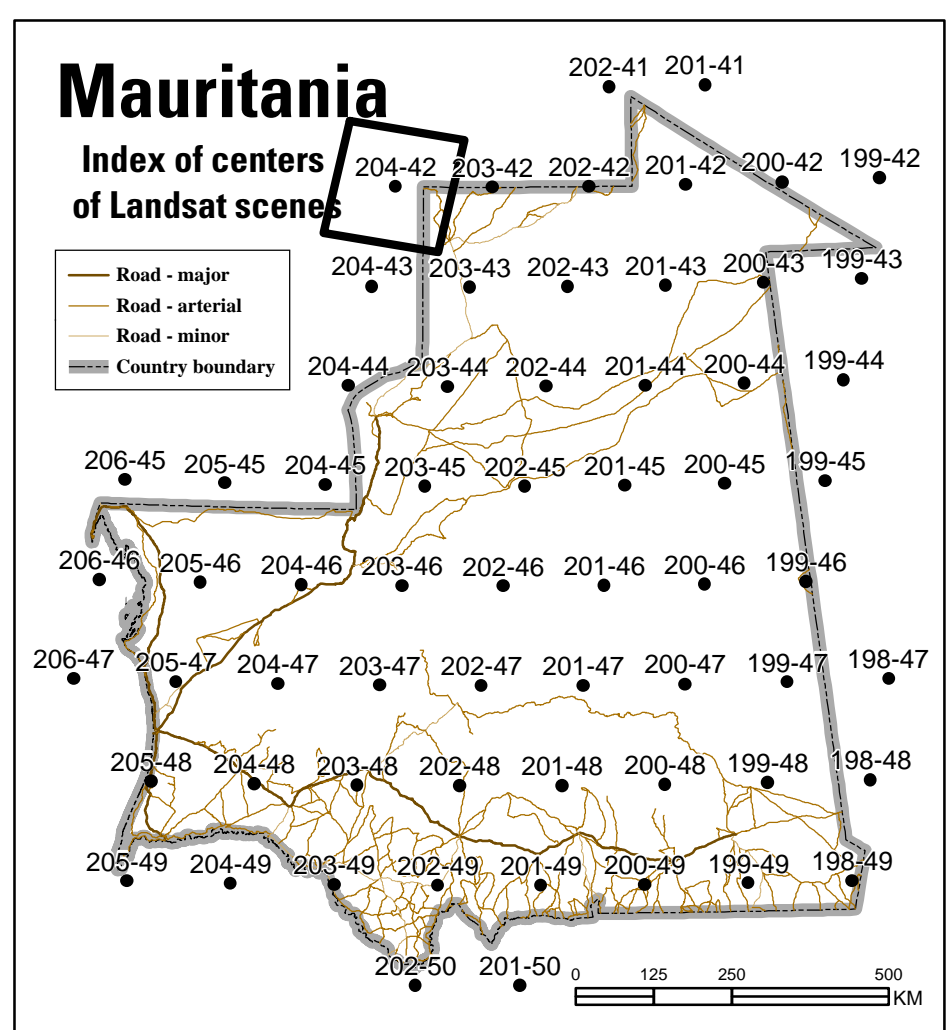 Mauritania
Index of centers
of Landsat scenes
Road - major
Road - arterial
Road - minor
Country boundary
202-41 201-41
204-42 203-42 202-42 201-42 200-42 199-42
204-43 203-43 202-43 201-43 200-43 199-43
204-44 203-44 202-44 201-44 200-44 199-44
206-45 205-45 204-45 203-45 202-45 201-45 200-45 199-45
206-46 205-46 204-46 203-46 202-46 201-46 200-46 199-46
206-47 205-47 204-47 203-47 202-47 201-47 200-47 199-47 198-47
205-48 204-48 203-48 202-48 201-48 200-48 199-48 198-48
205-49 204-49 203-49 202-49 201-49 200-49 199-49 198-49
202-50 201-50
0 125 250 500
KM